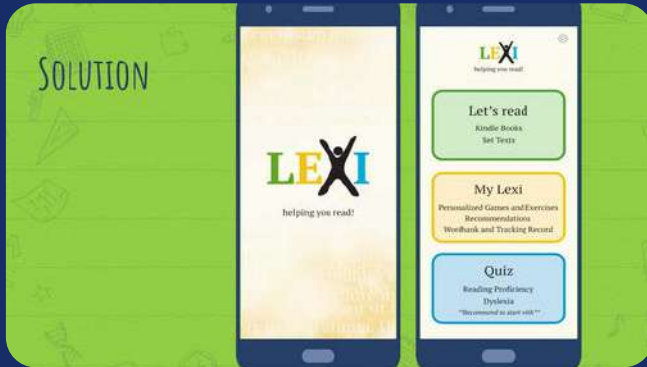 SOLUTION
LEXI
helping you read!
LEXI
helping you read!
Let's read
Kindle Books
Set Texts
My Lexi
Personalized Games and Exercises
Recommendations
Wordbank and Tracking Record
Quiz
Reading Proficiency
Dyslexia
**Recommend to start with**